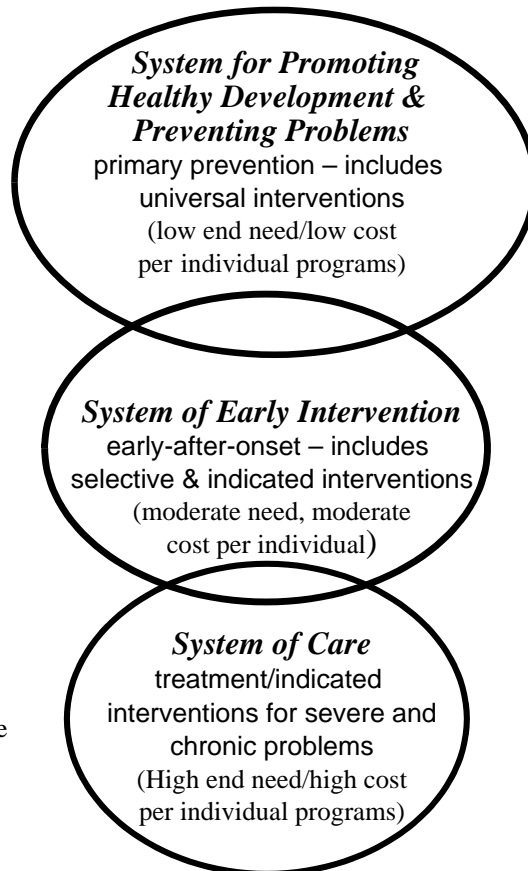 System for Promoting
Healthy Development &
Preventing Problems
primary prevention – includes
universal interventions
(low end need/low cost
per individual programs)
System of Early Intervention
early-after-onset – includes
selective & indicated interventions
(moderate need, moderate
cost per individual)
System of Care
treatment/indicated
interventions for severe and
chronic problems
(High end need/high cost
per individual programs)
e